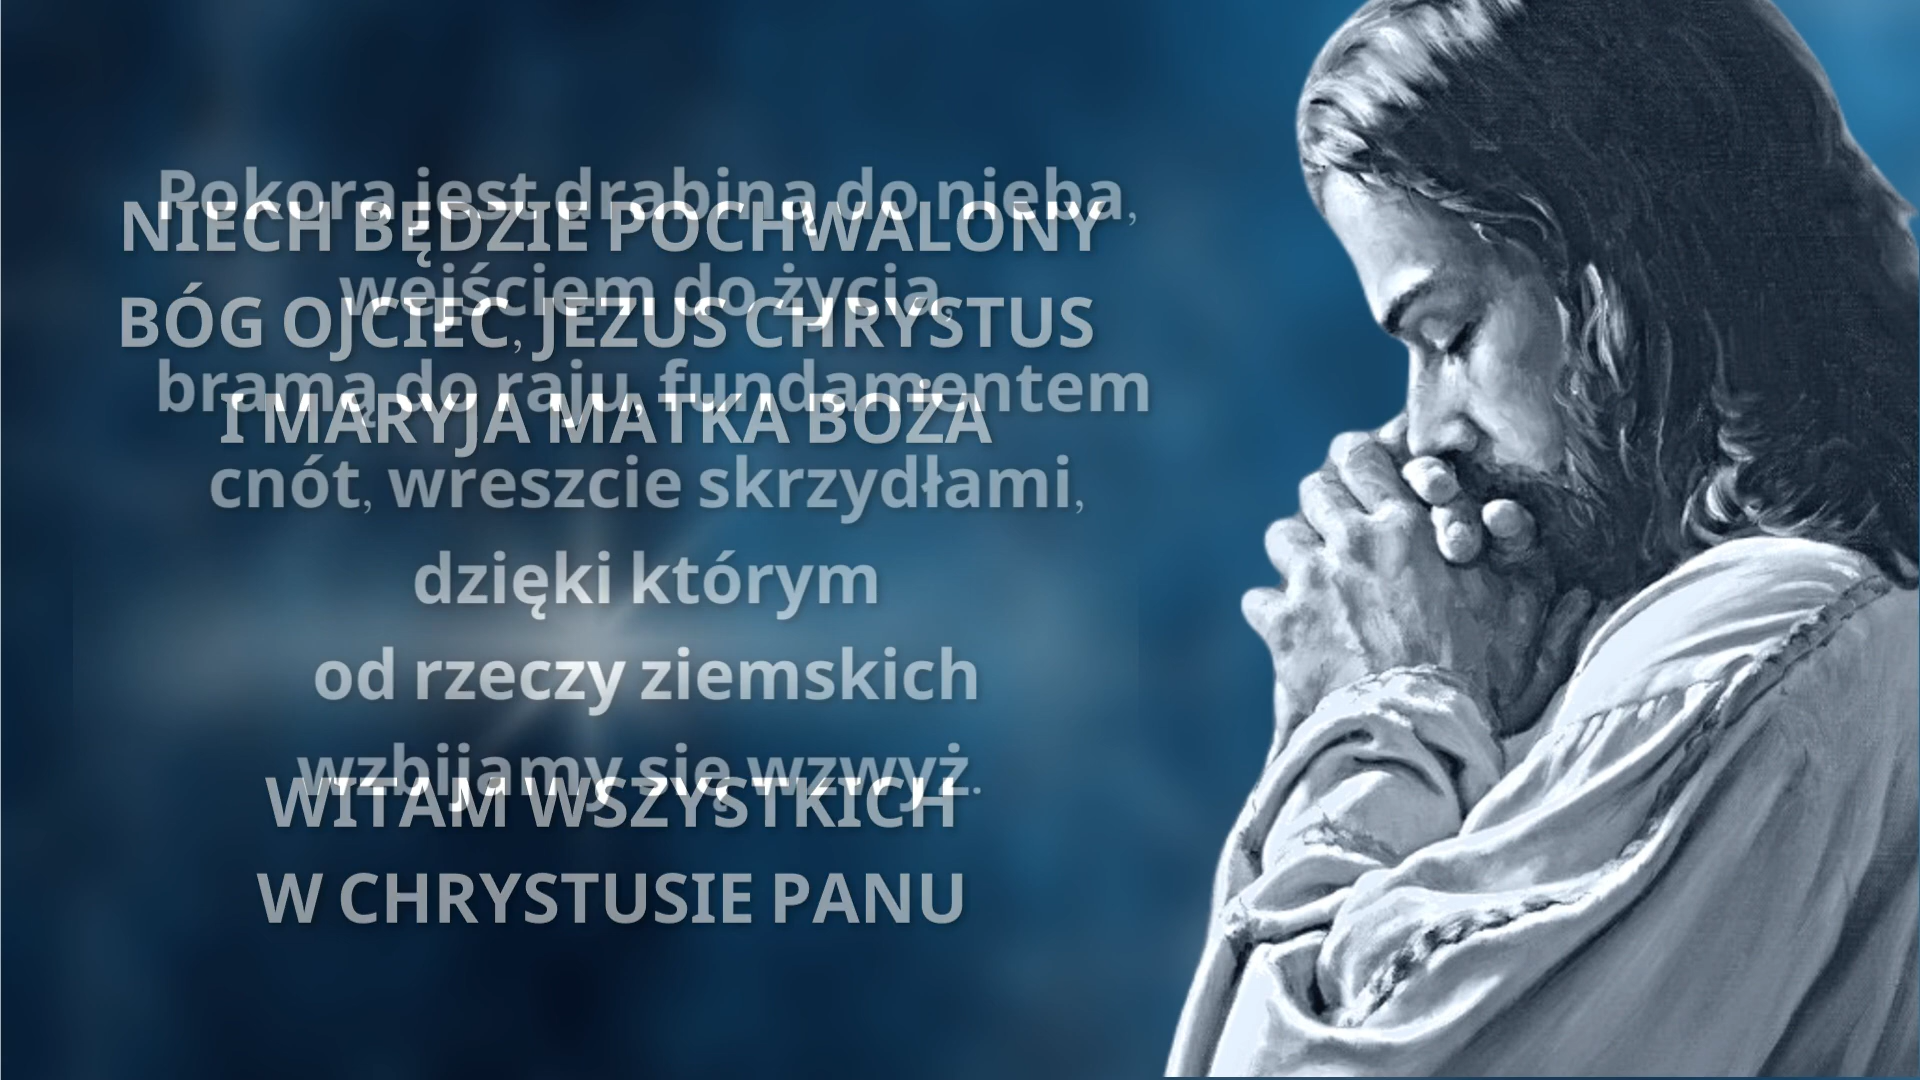 Pokora jest drabiną do nieba,
wejściem do życia,
bramą do raju, fundamentem
cnót, wreszcie skrzydłami,
dzięki którym
od rzeczy ziemskich
wzbijamy się wzwyż.
NIECH BĘDZIE POCHWALONY
BÓG OJCIEC, JEZUS CHRYSTUS
I MARYJA MATKA BOŻA
WITAM WSZYSTKICH
W CHRYSTUSIE PANU